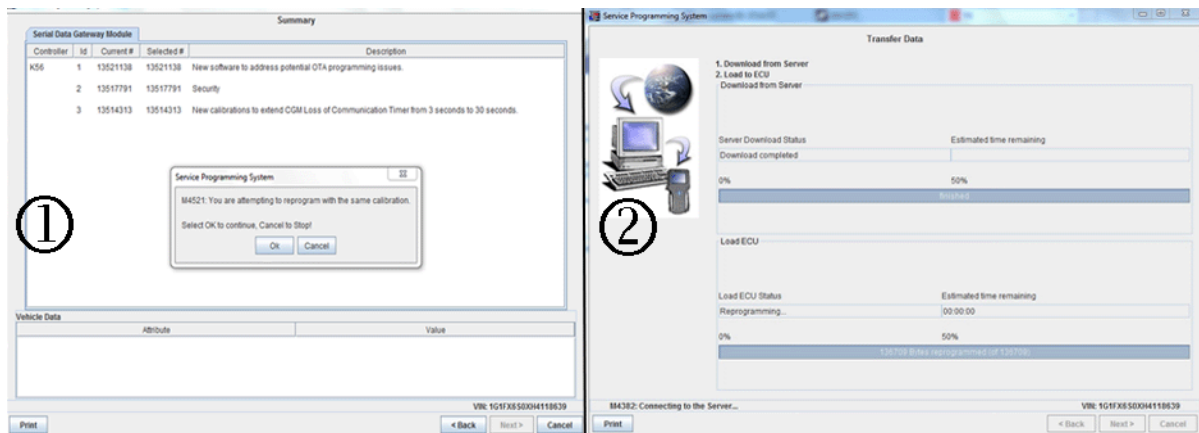 Summary
Serial Data Gateway Module
Controller Id Current # Selected # Description
K56 1 13521138 13521138 New software to address potential OTA programming issues.
2 13517791 13517791 Security
3 13514313 13514313 New calibrations to extend CGM Loss of Communication Timer from 3 seconds to 30 seconds.
Service Programming System
M4521: You are attempting to reprogram with the same calibration.
Select OK to continue, Cancel to Stop!
Ok Cancel
1
Vehicle Data
Attribute Value
VIN: 1G1FX6S0XH4118639
Print <Back Next> Cancel
Service Programming System
Transfer Data
1. Download from Server
2. Load to ECU
Download from Server
Server Download Status Estimated time remaining
Download completed
0% 50%
finished
2
Load ECU
Load ECU Status Estimated time remaining
Reprogramming... 00:00:00
0% 50%
136708 Bytes reprogrammed (of 136708)
M4382: Connecting to the Server... VIN: 1G1FX6S0XH4118639
Print <Back Next> Cancel